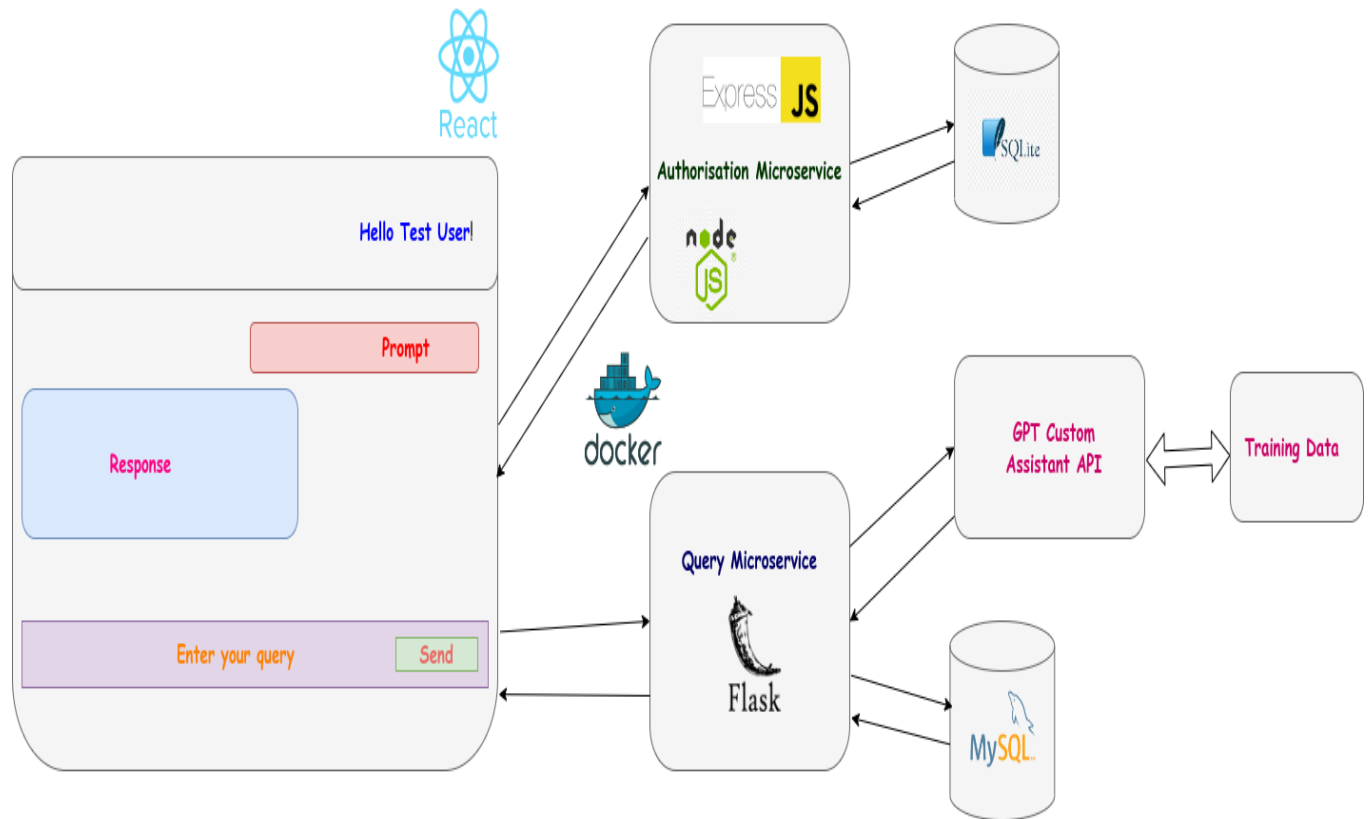 React
Hello Test User!
Prompt
Response
Enter your query
Send
Express
JS
Authorisation Microservice
node
JS
®
SQLite
docker
Query Microservice
Flask
GPT Custom
Assistant API
Training Data
MySQL